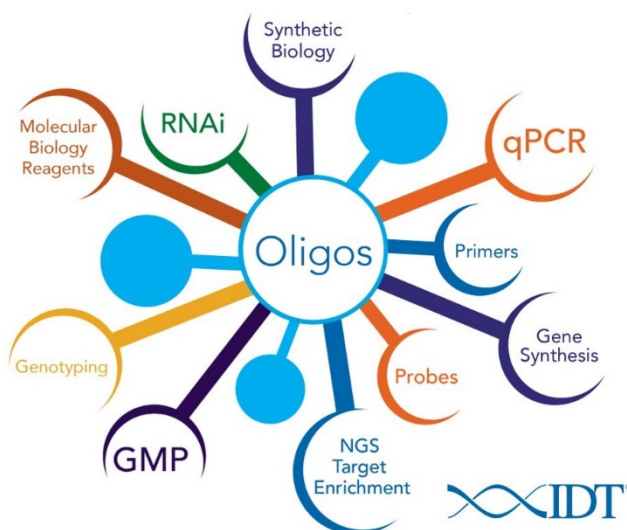 Synthetic
Biology
RNAi
Molecular
Biology
Reagents
qPCR
Oligos
Primers
Gene
Synthesis
Genotyping
Probes
GMP
NGS
Target
Enrichment
IDT